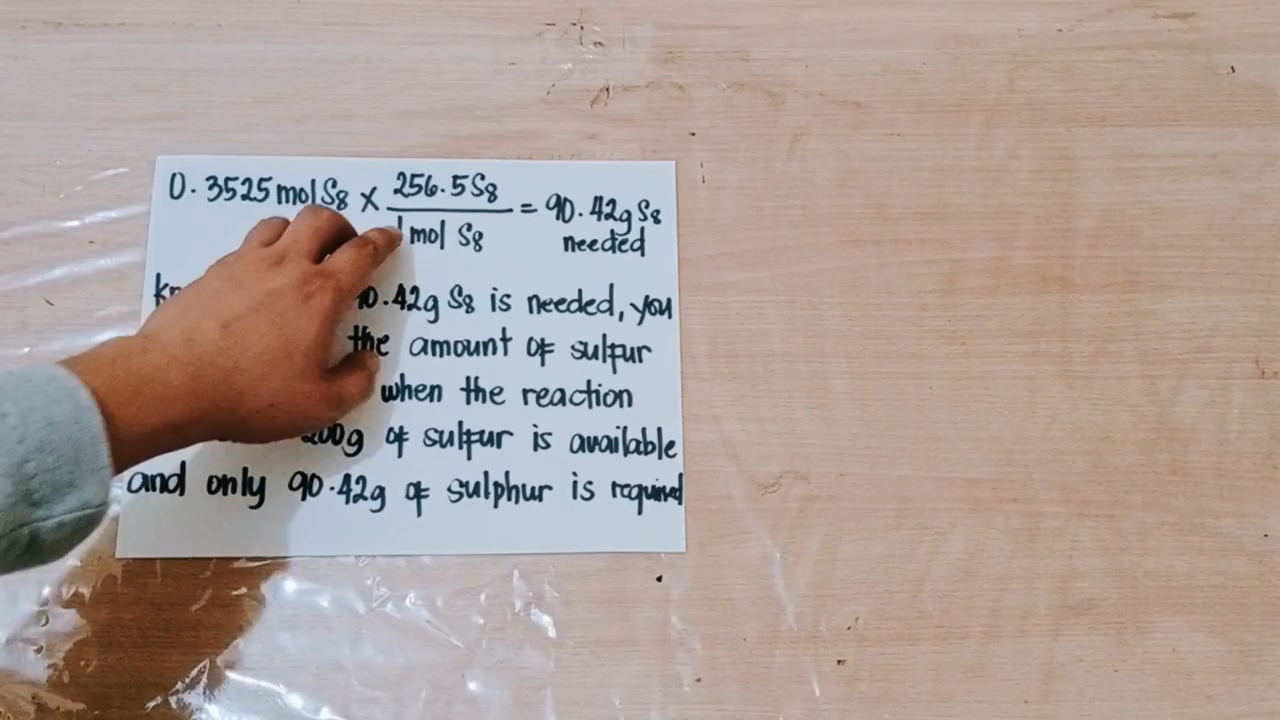 0.3525 mol S8 × 256.5 S8 / 1 mol S8 = 90.42g S8 needed
90.42g S8 is needed, you
the amount of sulfur
when the reaction
200g of sulfur is available
and only 90.42g of sulphur is required